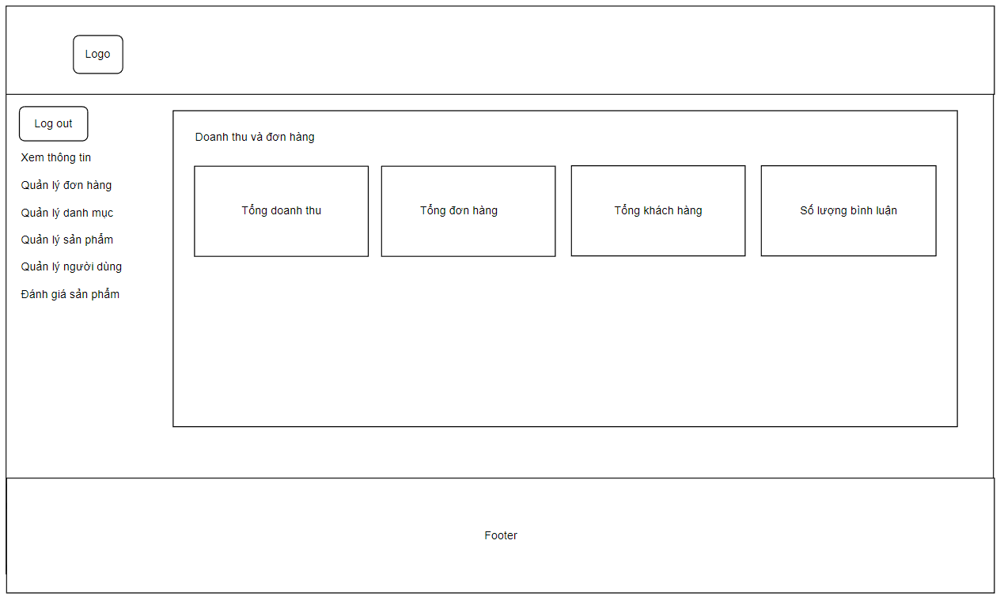 Logo
Log out
Xem thông tin
Quản lý đơn hàng
Quản lý danh mục
Quản lý sản phẩm
Quản lý người dùng
Đánh giá sản phẩm
Doanh thu và đơn hàng
Tổng doanh thu
Tổng đơn hàng
Tổng khách hàng
Số lượng bình luận
Footer